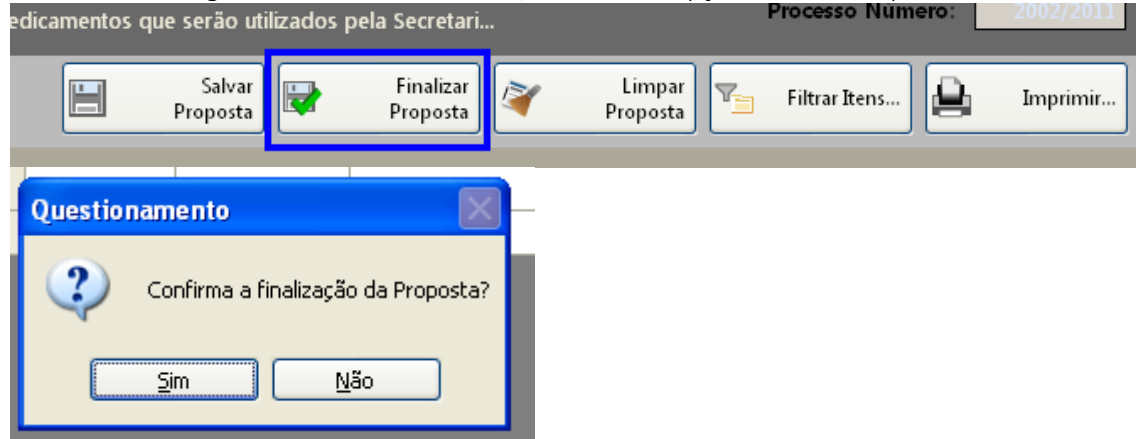 edicamentos que serão utilizados pela Secretari...
Processo Número: 2002/2011
Salvar
Proposta
Finalizar
Proposta
Limpar
Proposta
Filtrar Itens...
Imprimir...
Questionamento
Confirma a finalização da Proposta?
Sim
Não